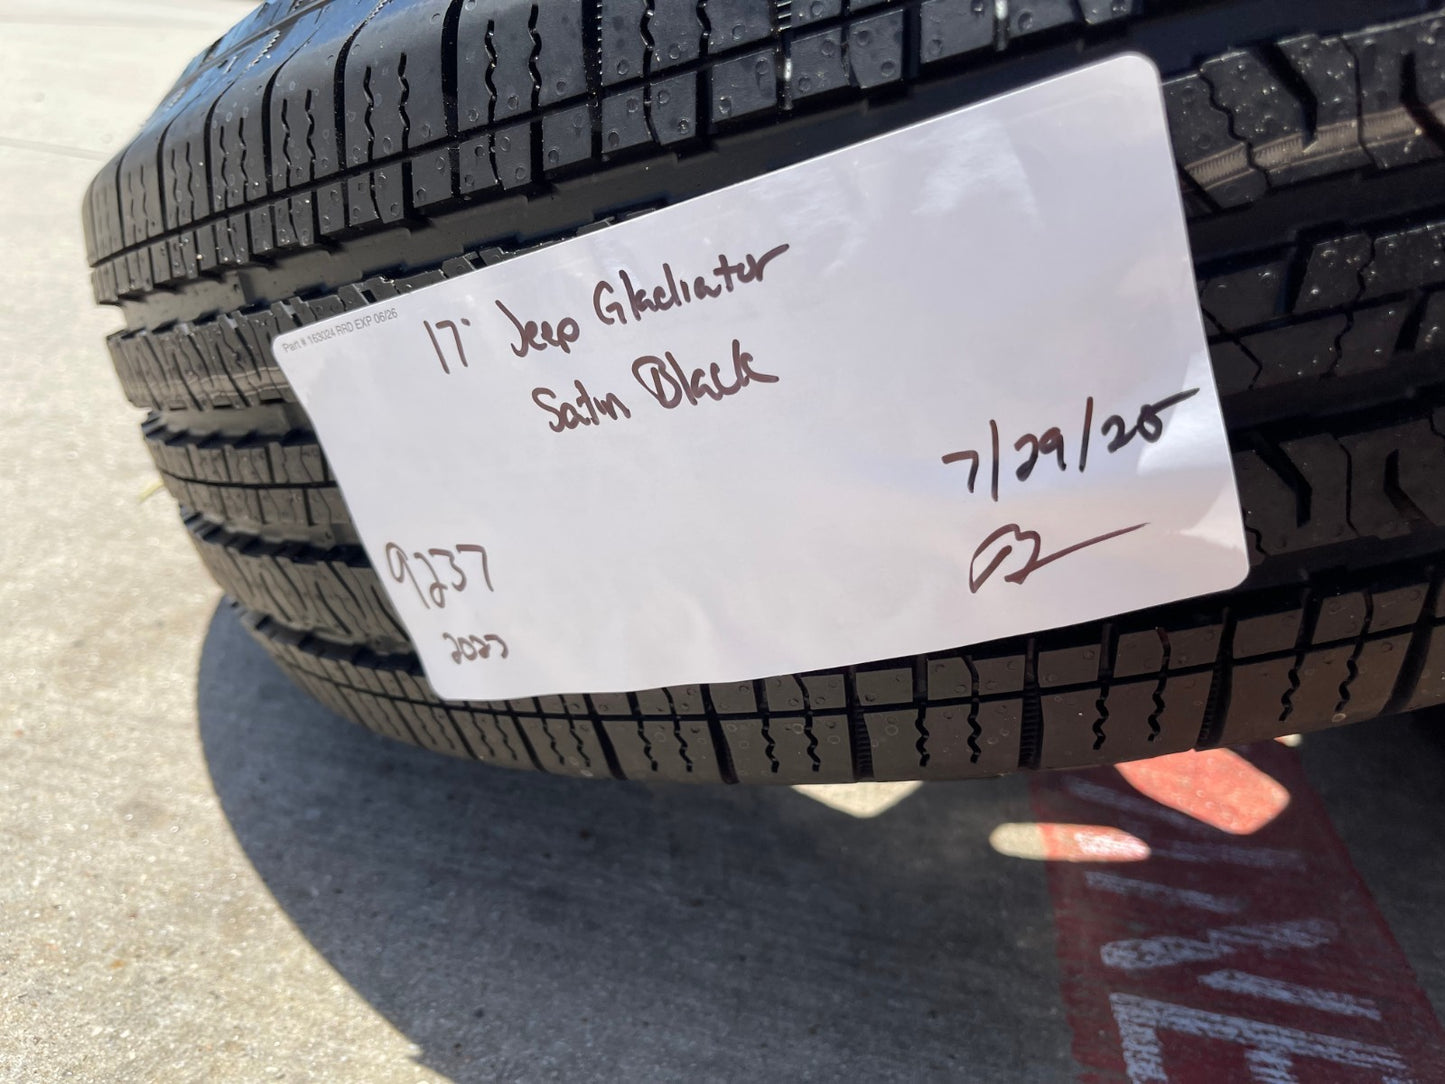 Part # 163024 RRD EXP 06/26
17" Jeep Gladiator
Satin Black
7/29/25
9237
2023